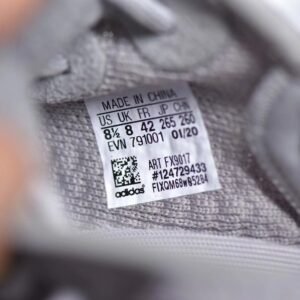 MADE IN CHINA
US UK FR JP CHN
8½ 8 42 265 260
EVN 791001 01/20
ART FX9017
#124729433
adidas